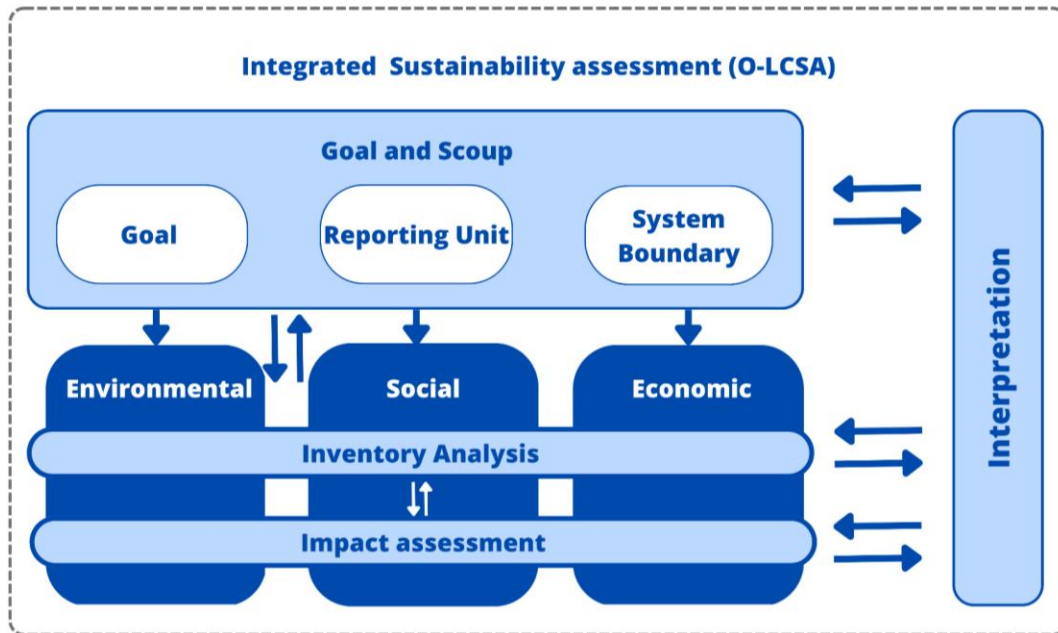 Integrated Sustainability assessment (O-LCSA)
Goal and Scoup
Goal
Reporting Unit
System
Boundary
Environmental
Social
Economic
Inventory Analysis
Impact assessment
Interpretation